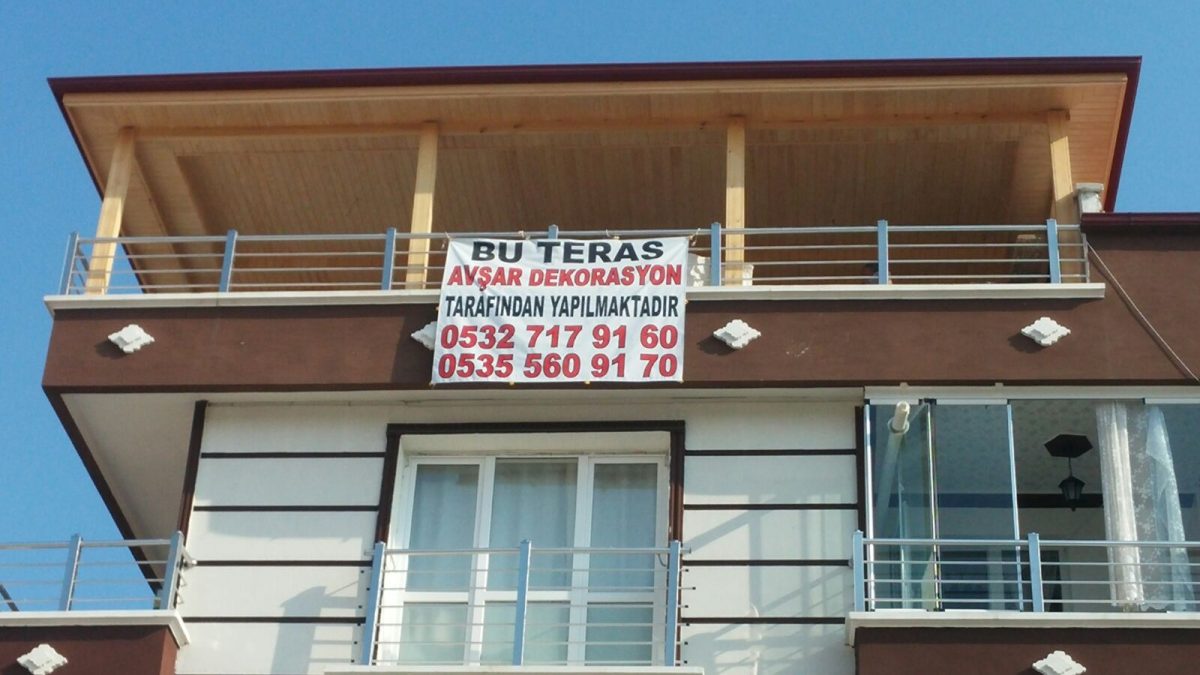 BU TERAS
AVŞAR DEKORASYON
TARAFINDAN YAPILMAKTADIR
0532 717 91 60
0535 560 91 70